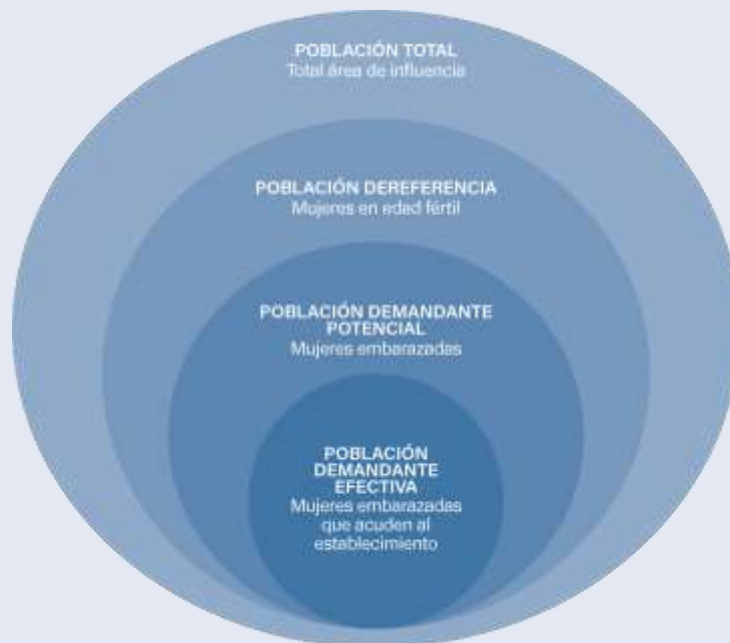 POBLACIÓN TOTAL
Total área de influencia
POBLACIÓN DEREFERENCIA
Mujeres en edad fértil
POBLACIÓN DEMANDANTE
POTENCIAL
Mujeres embarazadas
POBLACIÓN
DEMANDANTE
EFECTIVA
Mujeres embarazadas
que acuden al
establecimiento